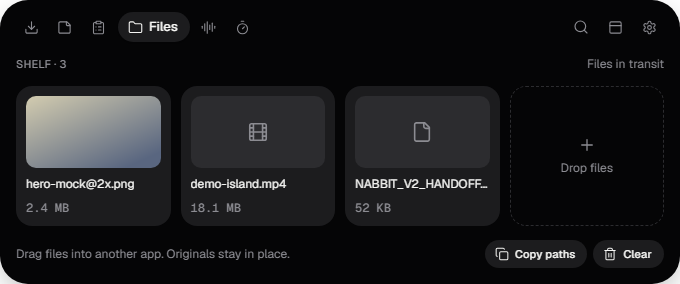 Files
SHELF · 3
Files in transit
hero-mock@2x.png
2.4 MB
demo-island.mp4
18.1 MB
NABBIT_V2_HANDOFF…
52 KB
Drop files
Drag files into another app. Originals stay in place.
Copy paths
Clear